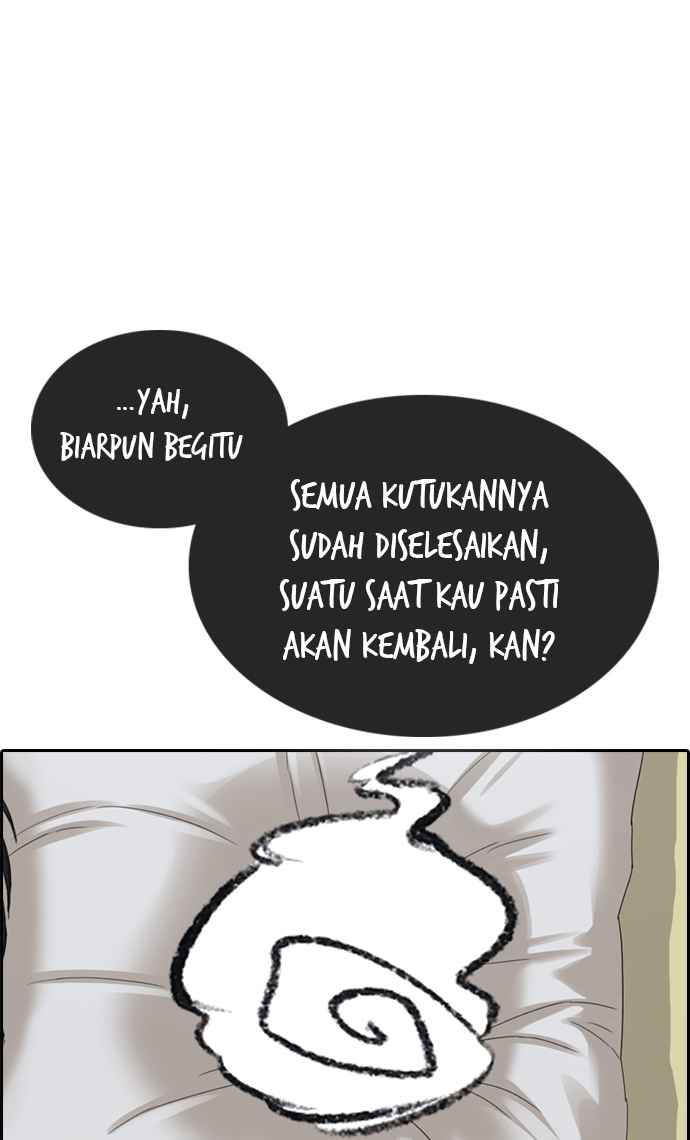 ...YAH,
BIARPUN BEGITU
SEMUA KUTUKANNYA
SUDAH DISELESAIKAN,
SUATU SAAT KAU PASTI
AKAN KEMBALI, KAN?